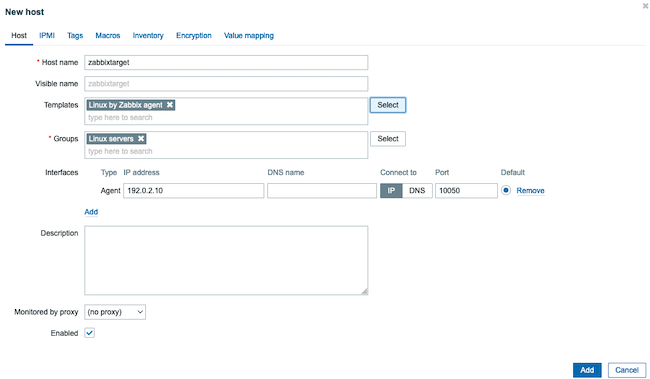 New host
Host IPMI Tags Macros Inventory Encryption Value mapping
* Host name zabbixtarget
Visible name zabbixtarget
Templates Linux by Zabbix agent Select
type here to search
* Groups Linux servers Select
type here to search
Interfaces Type IP address DNS name Connect to Port Default
Agent 192.0.2.10 IP DNS 10050 Remove
Add
Description
Monitored by proxy (no proxy)
Enabled
Add Cancel